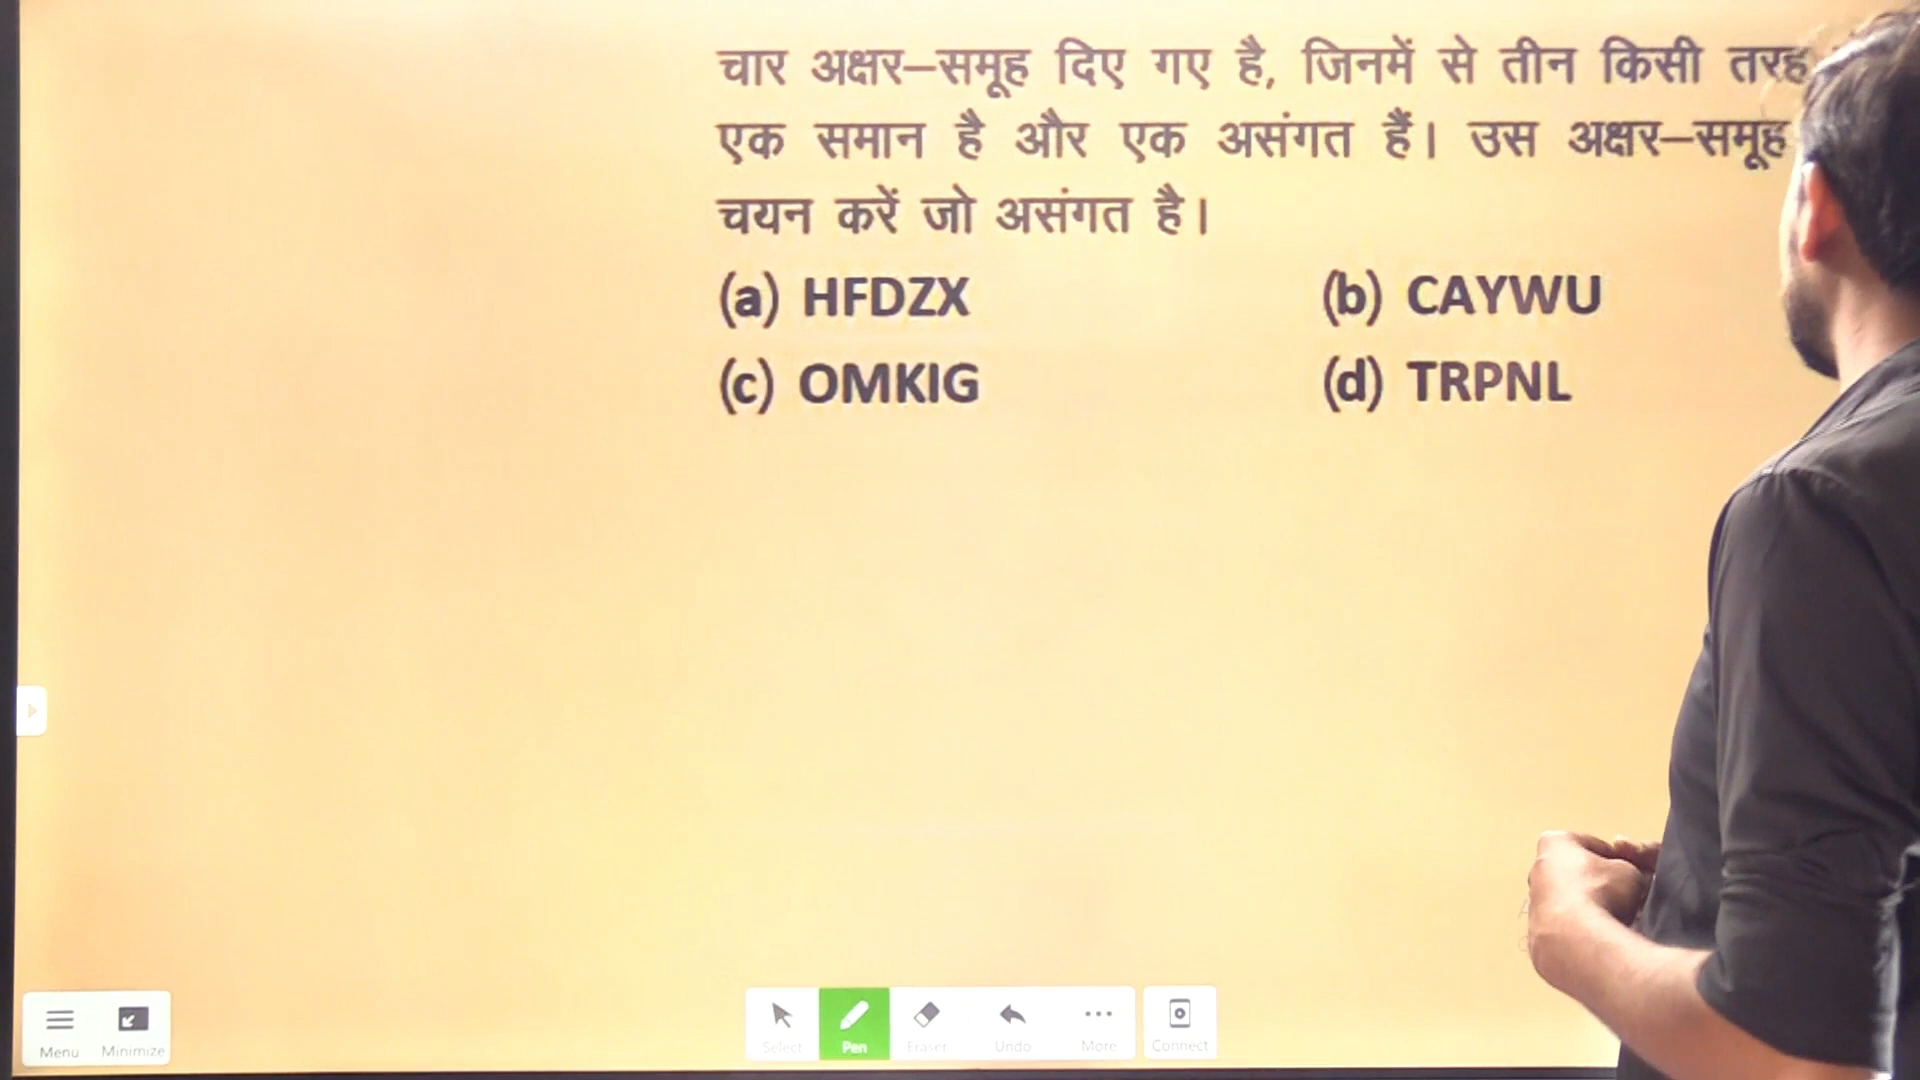 चार अक्षर–समूह दिए गए है, जिनमें से तीन किसी तरह
एक समान है और एक असंगत हैं। उस अक्षर–समूह
चयन करें जो असंगत है।
(a) HFDZX (b) CAYWU
(c) OMKIG (d) TRPNL
Menu Minimize Select Pen Eraser Undo More Connect